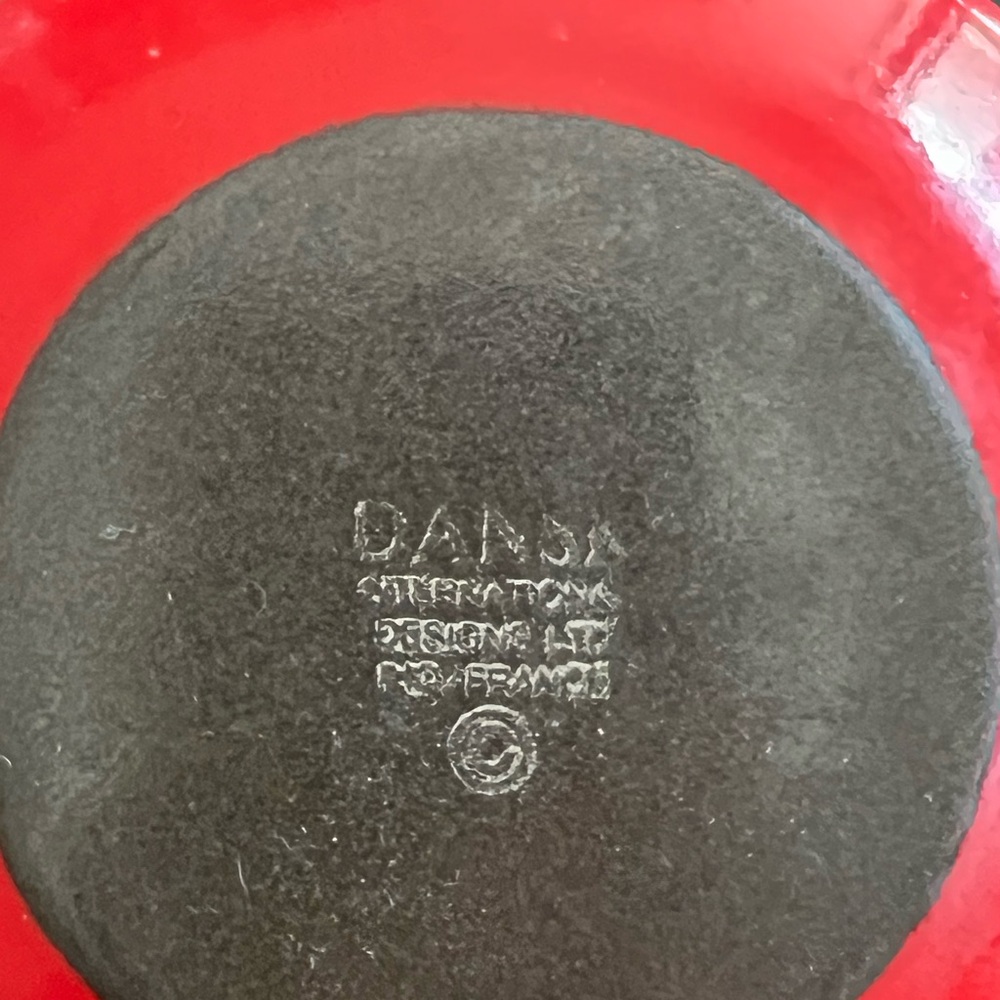 DANSK
INTERNATIONAL
DESIGNS LTD
FRANCE
©